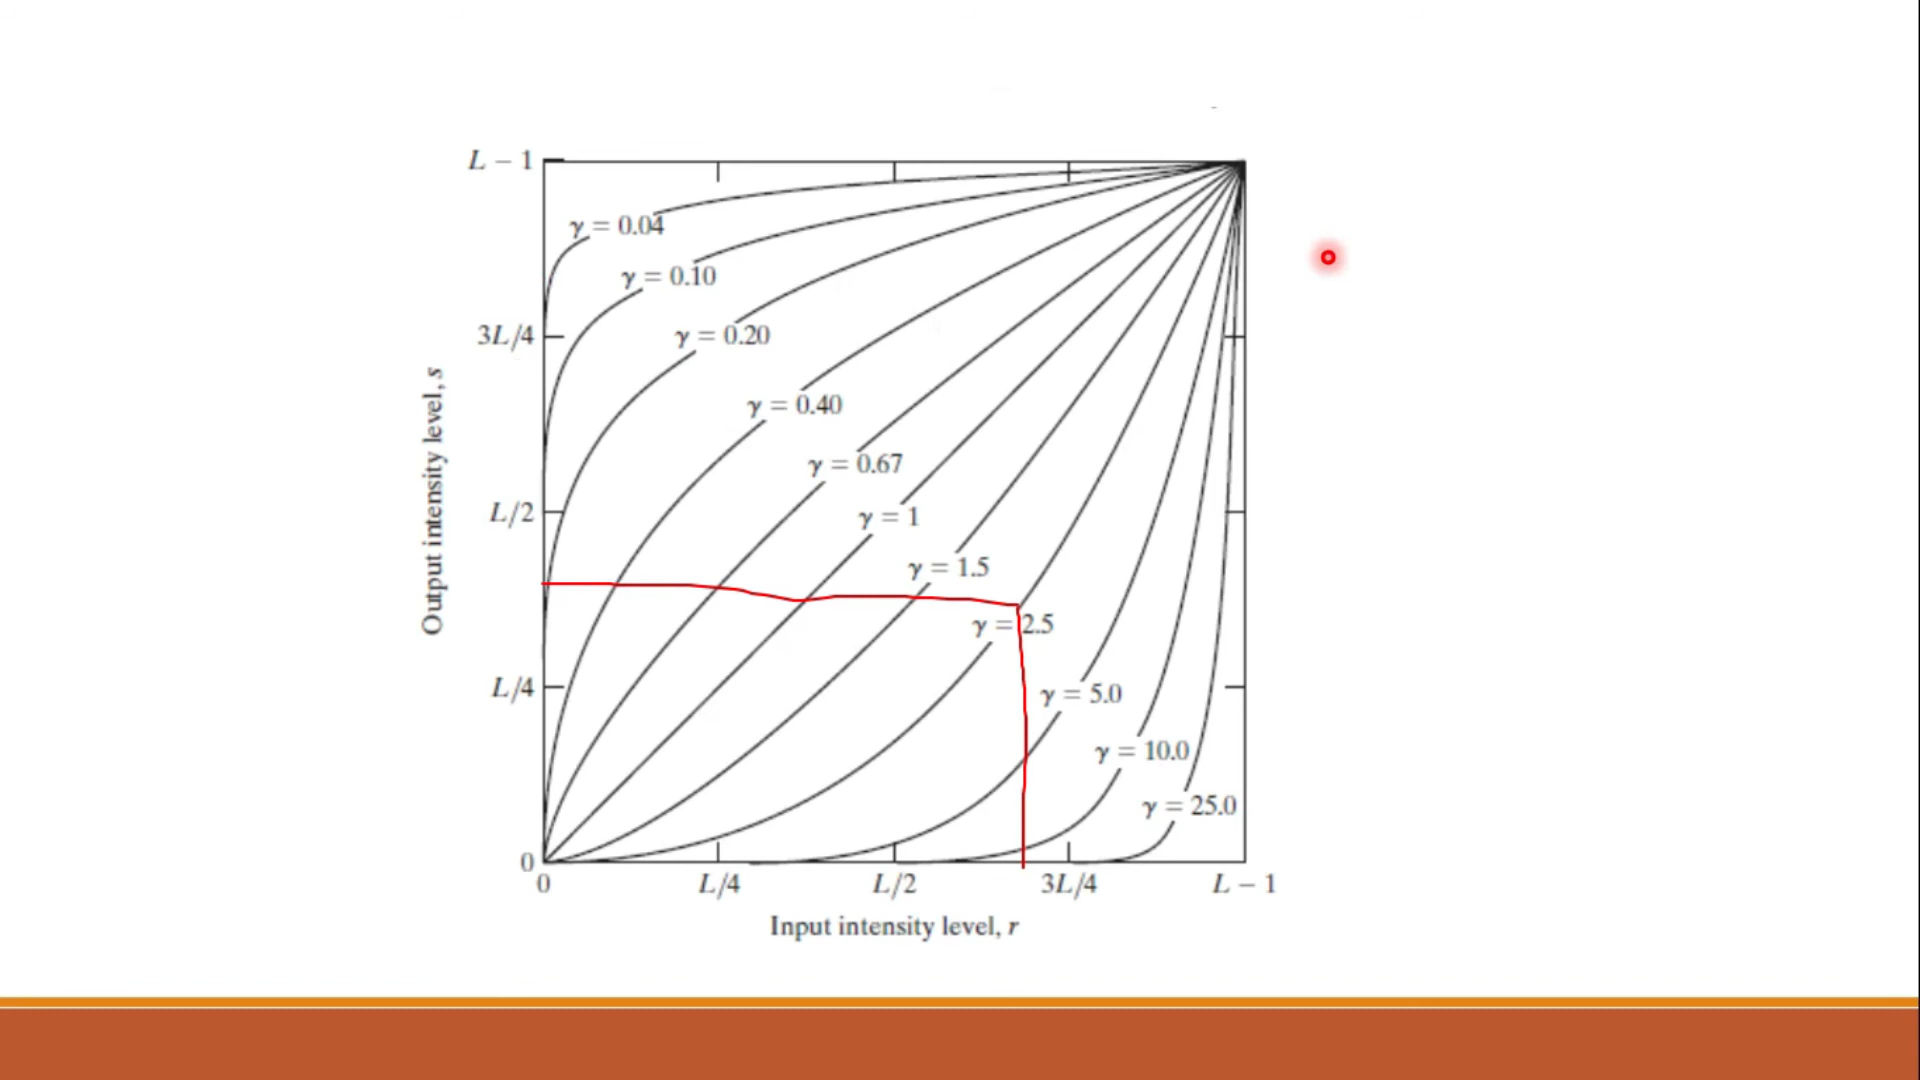 L − 1
γ = 0.04
γ = 0.10
3L/4
γ = 0.20
γ = 0.40
γ = 0.67
L/2
γ = 1
γ = 1.5
γ = 2.5
L/4
γ = 5.0
γ = 10.0
γ = 25.0
0
0 L/4 L/2 3L/4 L − 1
Input intensity level, r
Output intensity level, s